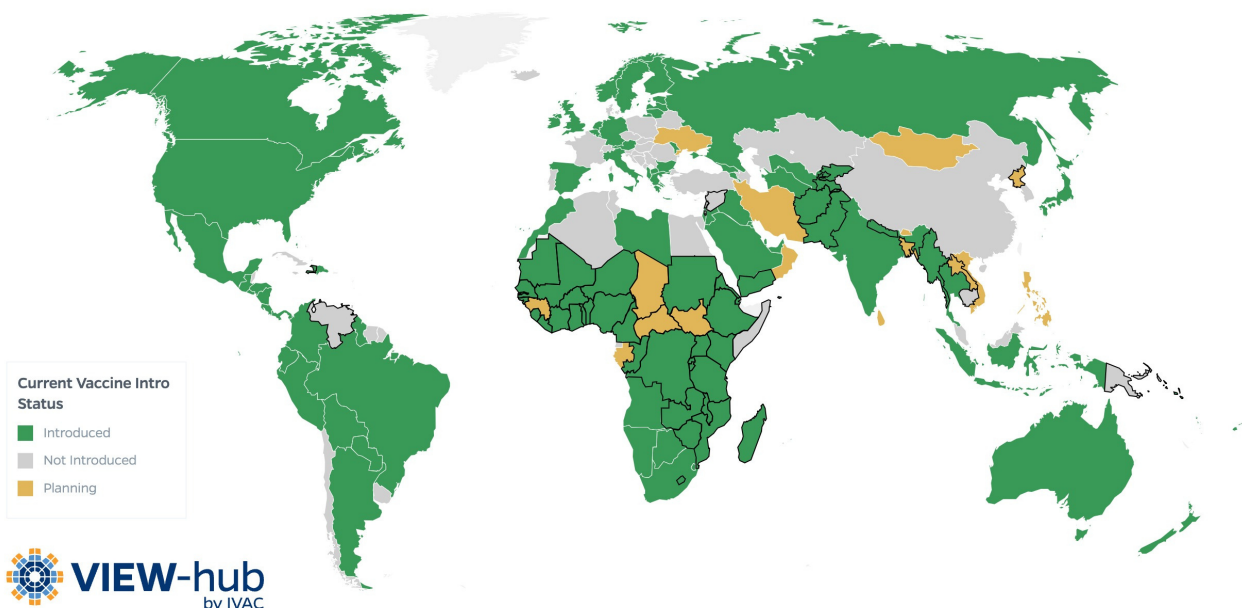 Current Vaccine Intro
Status
Introduced
Not Introduced
Planning
VIEW-hub
by IVAC